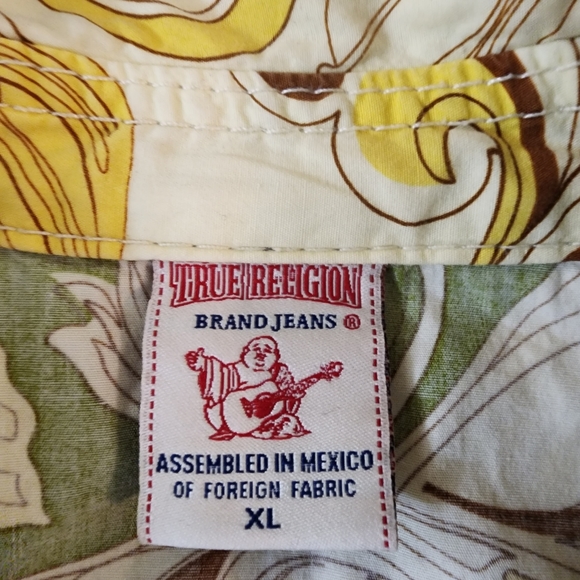 TRUE RELIGION
BRAND JEANS ®
ASSEMBLED IN MEXICO
OF FOREIGN FABRIC
XL